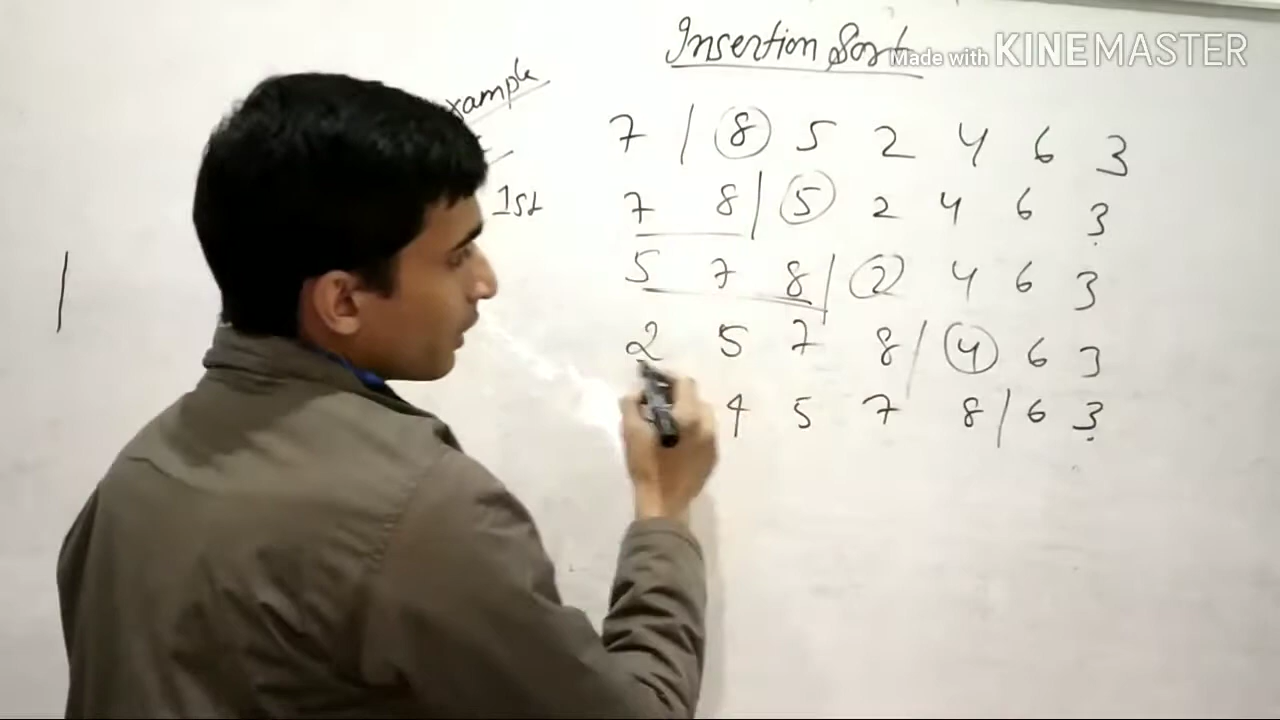 Insertion Sort
Made with KINEMASTER
xample
7 / 8 5 2 4 6 3
1st
7 8 / 5 2 4 6 3
5 7 8 / 2 4 6 3
2 5 7 8 / 4 6 3
4 5 7 8 / 6 3